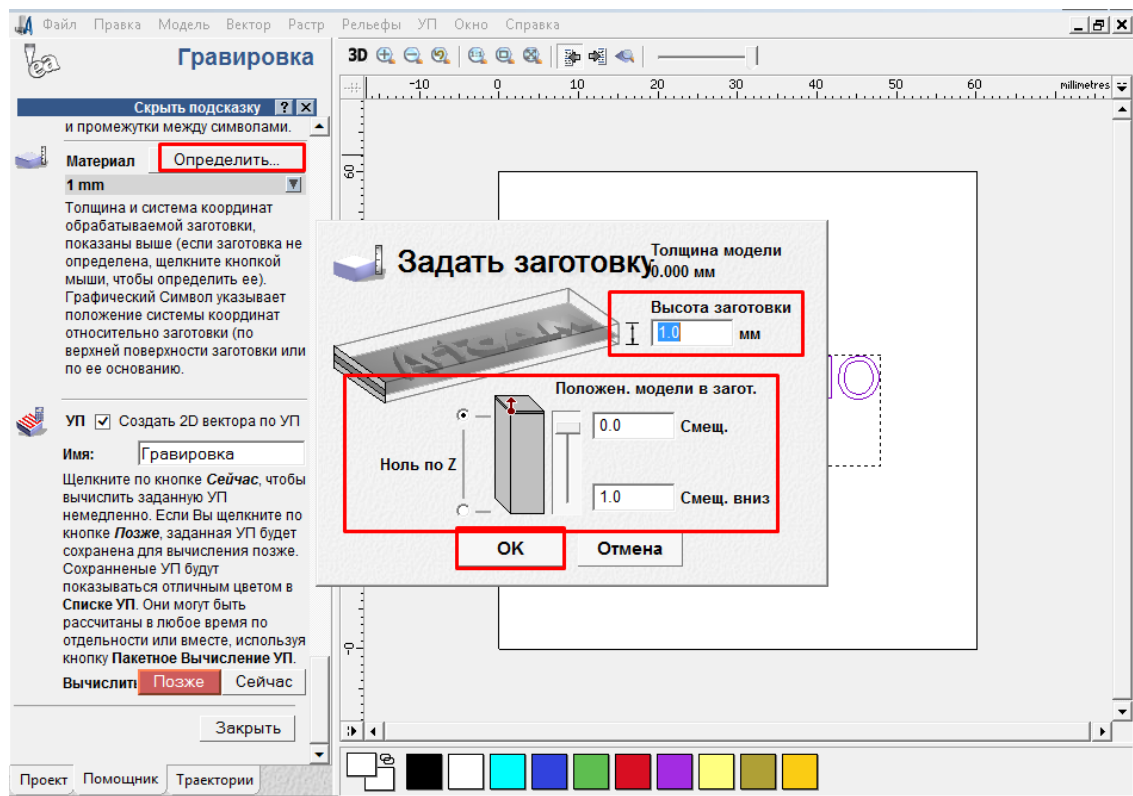 Файл Правка Модель Вектор Растр Рельефы УП Окно Справка
Гравировка
3D
Скрыть подсказку ? X
и промежутки между символами.
Материал Определить...
1 mm
Толщина и система координат
обрабатываемой заготовки,
показаны выше (если заготовка не
определена, щелкните кнопкой
мыши, чтобы определить ее).
Графический Символ указывает
положение системы координат
относительно заготовки (по
верхней поверхности заготовки или
по ее основанию.
УП Создать 2D вектора по УП
Имя: Гравировка
Щелкните по кнопке Сейчас, чтобы
вычислить заданную УП
немедленно. Если Вы щелкните по
кнопке Позже, заданная УП будет
сохранена для вычисления позже.
Сохранненые УП будут
показываться отличным цветом в
Списке УП. Они могут быть
рассчитаны в любое время по
отдельности или вместе, используя
кнопку Пакетное Вычисление УП.
Вычислить Позже Сейчас
Закрыть
Проект Помощник Траектории
-10 0 10 20 30 40 50 60 millimetres
60
0
Задать заготовку
Толщина модели
0.000 мм
Высота заготовки
1.0 мм
ArtCAM
Положен. модели в загот.
0.0 Смещ.
Ноль по Z
1.0 Смещ. вниз
OK Отмена
Ю